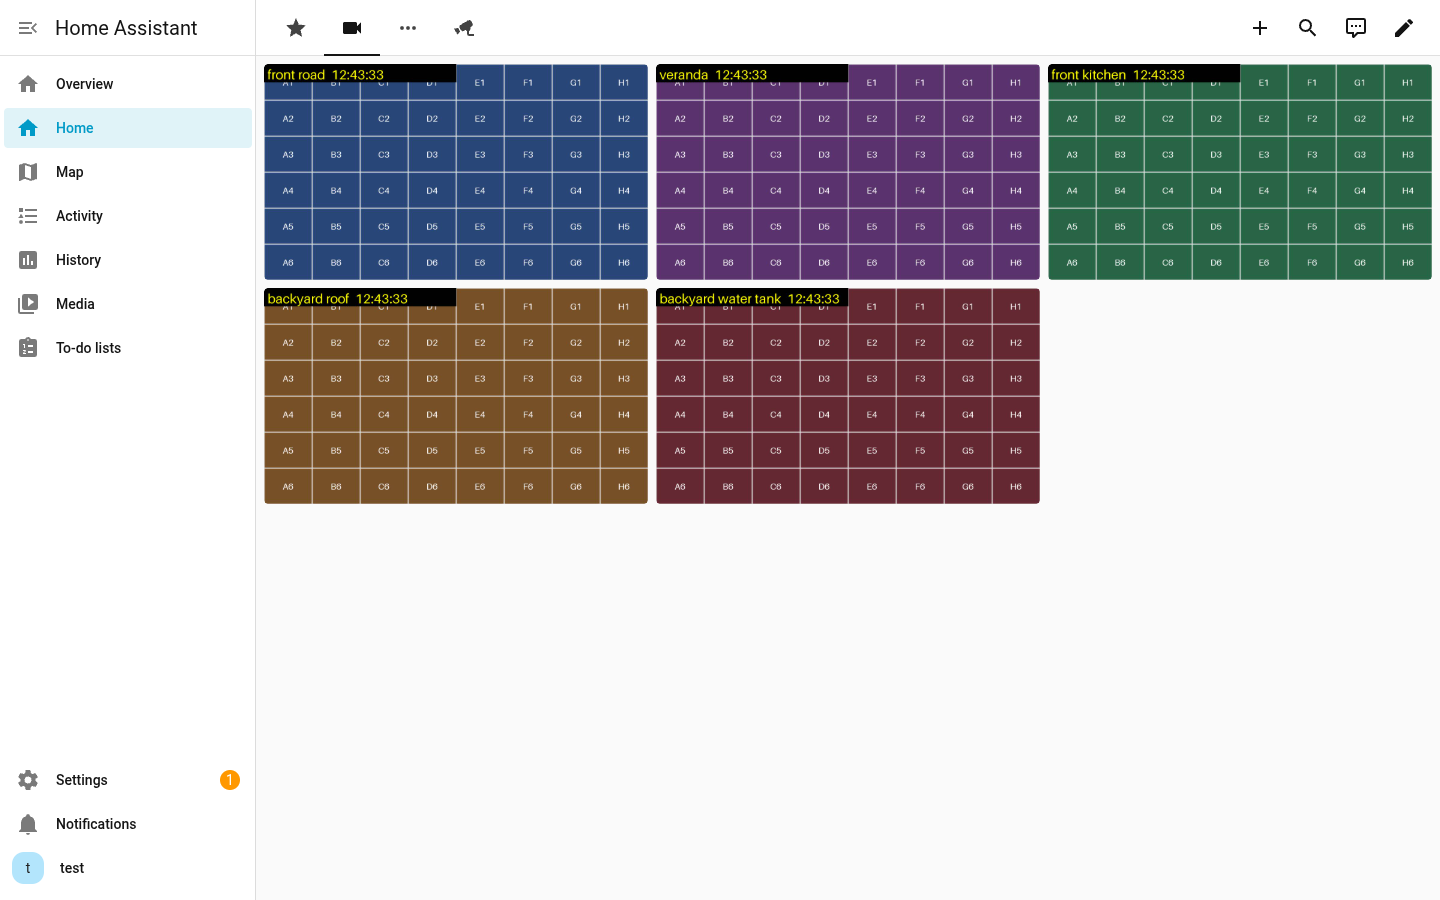 Home Assistant
Overview
Home
Map
Activity
History
Media
To-do lists
Settings
1
Notifications
t
test
front road 12:43:33
E1 F1 G1 H1
A2 B2 C2 D2 E2 F2 G2 H2
A3 B3 C3 D3 E3 F3 G3 H3
A4 B4 C4 D4 E4 F4 G4 H4
A5 B5 C5 D5 E5 F5 G5 H5
A6 B6 C6 D6 E6 F6 G6 H6
veranda 12:43:33
E1 F1 G1 H1
A2 B2 C2 D2 E2 F2 G2 H2
A3 B3 C3 D3 E3 F3 G3 H3
A4 B4 C4 D4 E4 F4 G4 H4
A5 B5 C5 D5 E5 F5 G5 H5
A6 B6 C6 D6 E6 F6 G6 H6
front kitchen 12:43:33
E1 F1 G1 H1
A2 B2 C2 D2 E2 F2 G2 H2
A3 B3 C3 D3 E3 F3 G3 H3
A4 B4 C4 D4 E4 F4 G4 H4
A5 B5 C5 D5 E5 F5 G5 H5
A6 B6 C6 D6 E6 F6 G6 H6
backyard roof 12:43:33
E1 F1 G1 H1
A2 B2 C2 D2 E2 F2 G2 H2
A3 B3 C3 D3 E3 F3 G3 H3
A4 B4 C4 D4 E4 F4 G4 H4
A5 B5 C5 D5 E5 F5 G5 H5
A6 B6 C6 D6 E6 F6 G6 H6
backyard water tank 12:43:33
E1 F1 G1 H1
A2 B2 C2 D2 E2 F2 G2 H2
A3 B3 C3 D3 E3 F3 G3 H3
A4 B4 C4 D4 E4 F4 G4 H4
A5 B5 C5 D5 E5 F5 G5 H5
A6 B6 C6 D6 E6 F6 G6 H6